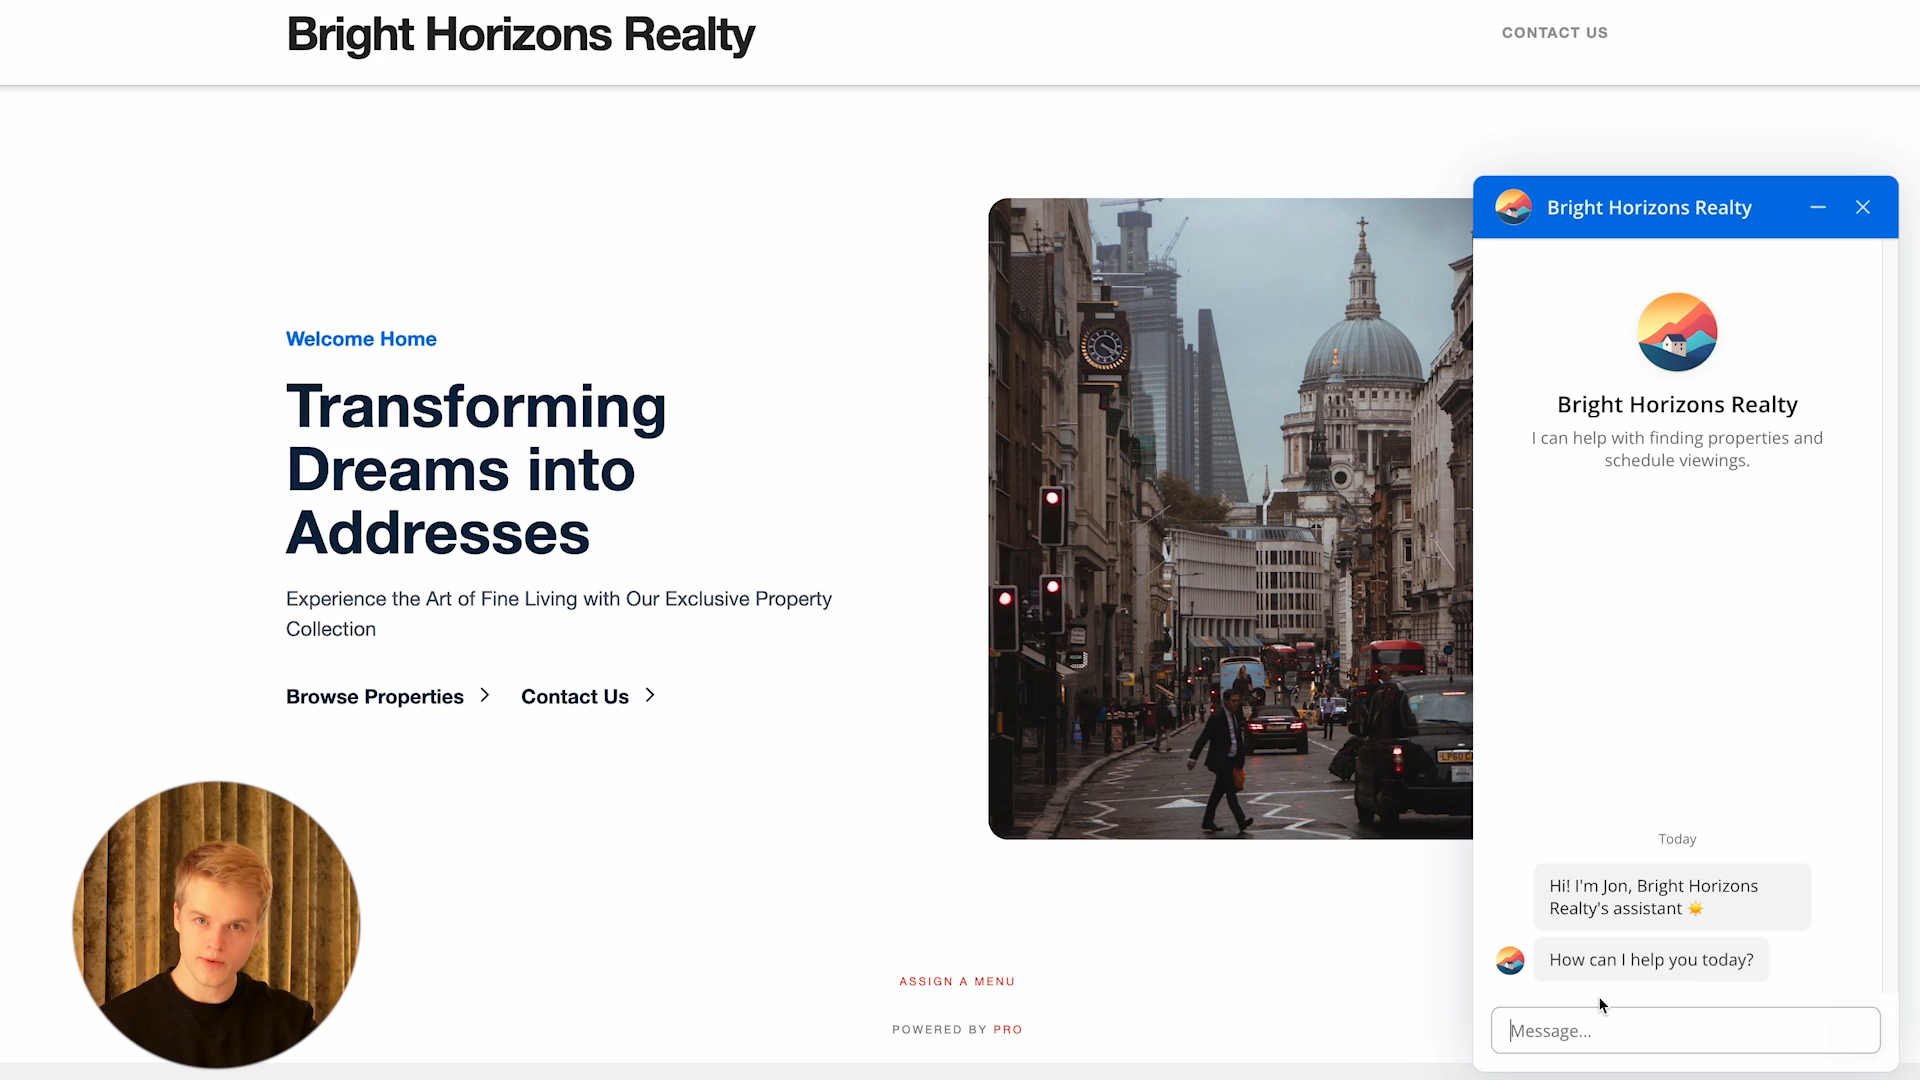 Bright Horizons Realty
CONTACT US
Welcome Home
Transforming
Dreams into
Addresses
Experience the Art of Fine Living with Our Exclusive Property
Collection
Browse Properties
Contact Us
ASSIGN A MENU
POWERED BY PRO
Bright Horizons Realty
Bright Horizons Realty
I can help with finding properties and
schedule viewings.
Today
Hi! I'm Jon, Bright Horizons
Realty's assistant
How can I help you today?
Message...